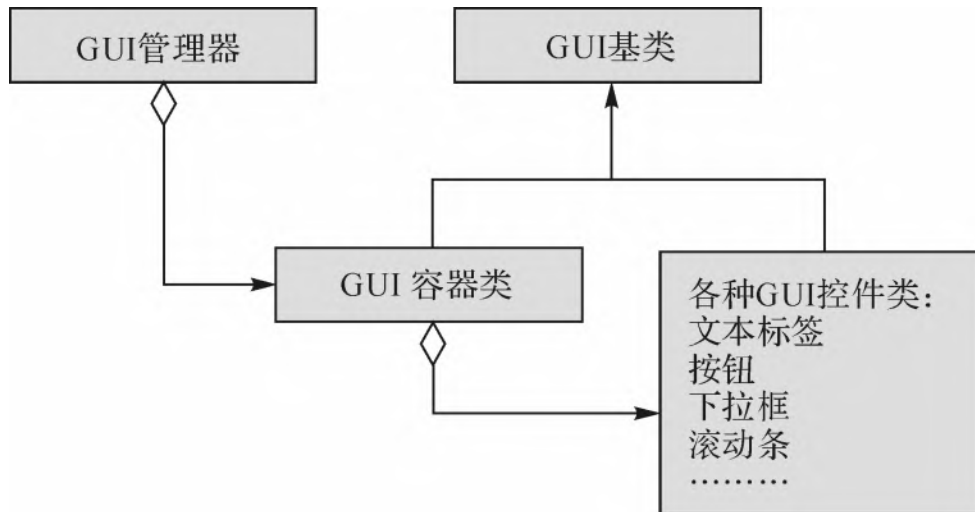 GUI管理器
GUI基类
GUI 容器类
各种GUI控件类：
文本标签
按钮
下拉框
滚动条
………